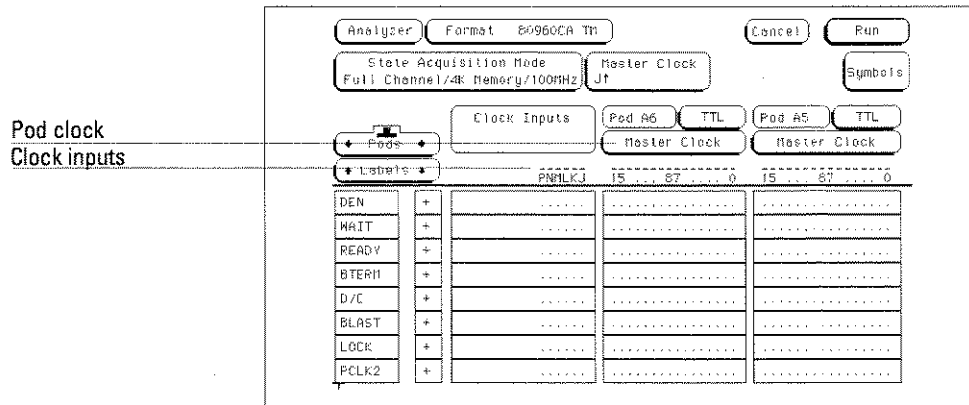 Analyzer Format 80960CA TM Cancel Run
State Acquisition Mode
Full Channel/4K Memory/100MHz
Master Clock
J↑
Symbols
Pod clock
Clock inputs
Pods
Clock Inputs
Pod A6 TTL Pod A5 TTL
Master Clock Master Clock
Labels
PNMLKJ 15 ... 87 .... 0 15 ... 87 .... 0
DEN + ...... ................ ................
WAIT + ...... ................ ................
READY + ...... ................ ................
BTERM + ...... ................ ................
D/C + ...... ................ ................
BLAST + ...... ................ ................
LOCK + ...... ................ ................
PCLK2 + ...... ................ ................